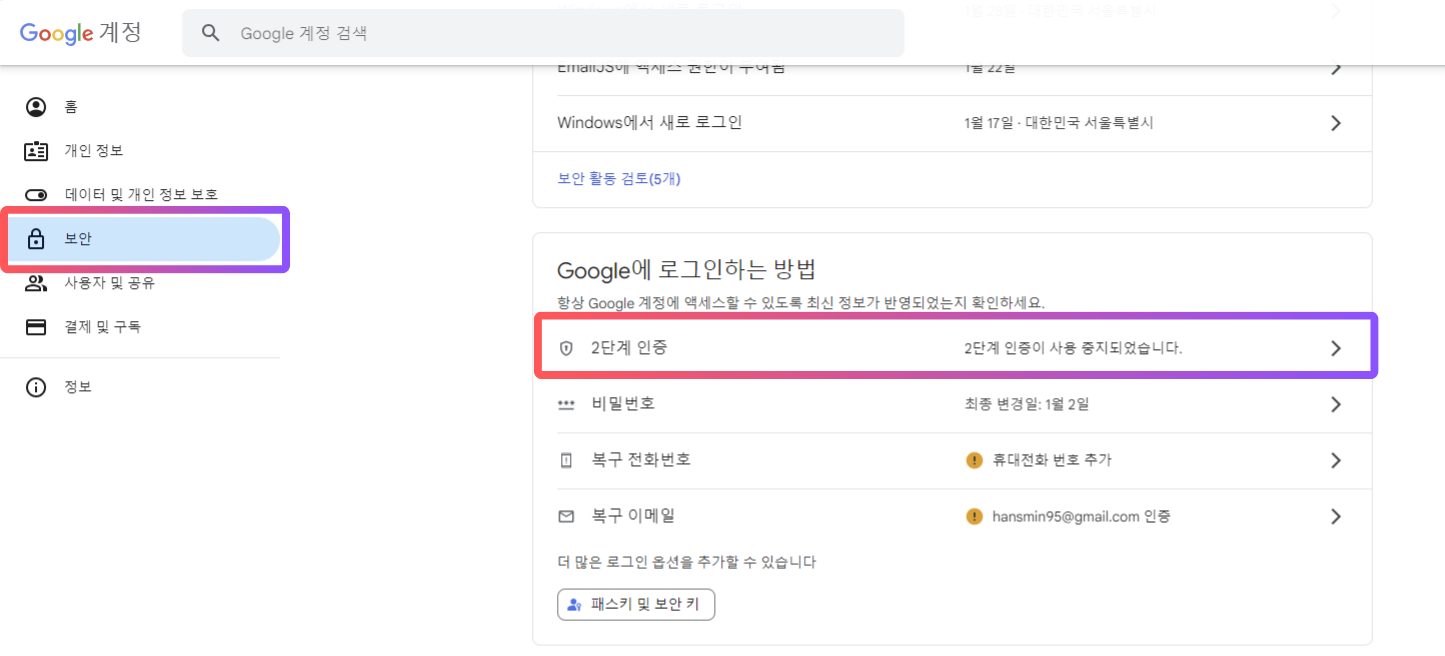 Google 계정
Google 계정 검색
1월 28일 · 대한민국 서울특별시
EmailJS에 액세스 권한이 부여됨
1월 22일
Windows에서 새로 로그인
1월 17일 · 대한민국 서울특별시
보안 활동 검토(5개)
홈
개인 정보
데이터 및 개인 정보 보호
보안
사용자 및 공유
결제 및 구독
정보
Google에 로그인하는 방법
항상 Google 계정에 액세스할 수 있도록 최신 정보가 반영되었는지 확인하세요.
2단계 인증
2단계 인증이 사용 중지되었습니다.
비밀번호
최종 변경일: 1월 2일
복구 전화번호
휴대전화 번호 추가
복구 이메일
hansmin95@gmail.com 인증
더 많은 로그인 옵션을 추가할 수 있습니다
패스키 및 보안 키